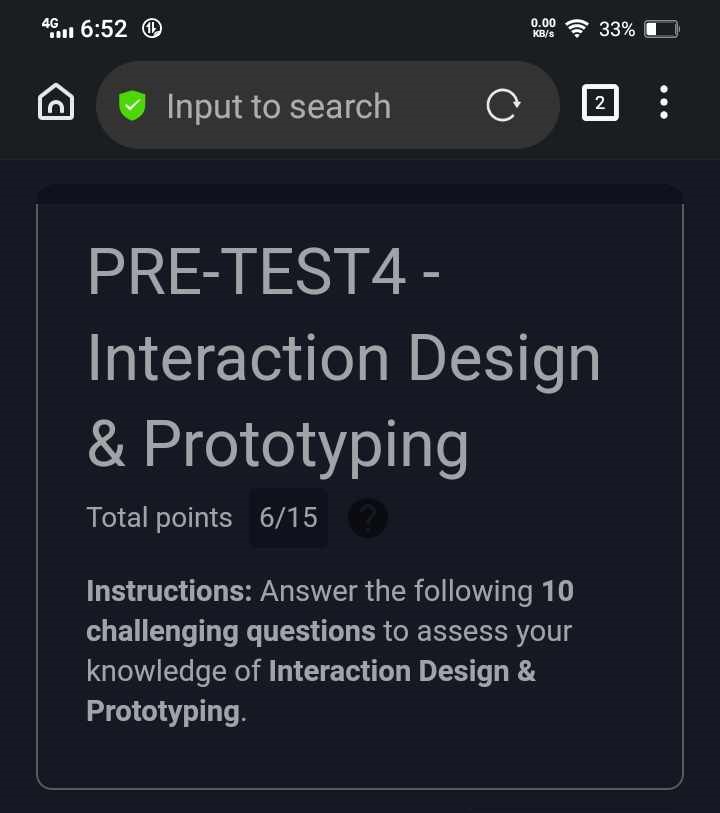 4G 6:52 0.00 KB/s 33%
Input to search 2
PRE-TEST4 -
Interaction Design
& Prototyping
Total points 6/15 ?
Instructions: Answer the following 10
challenging questions to assess your
knowledge of Interaction Design &
Prototyping.